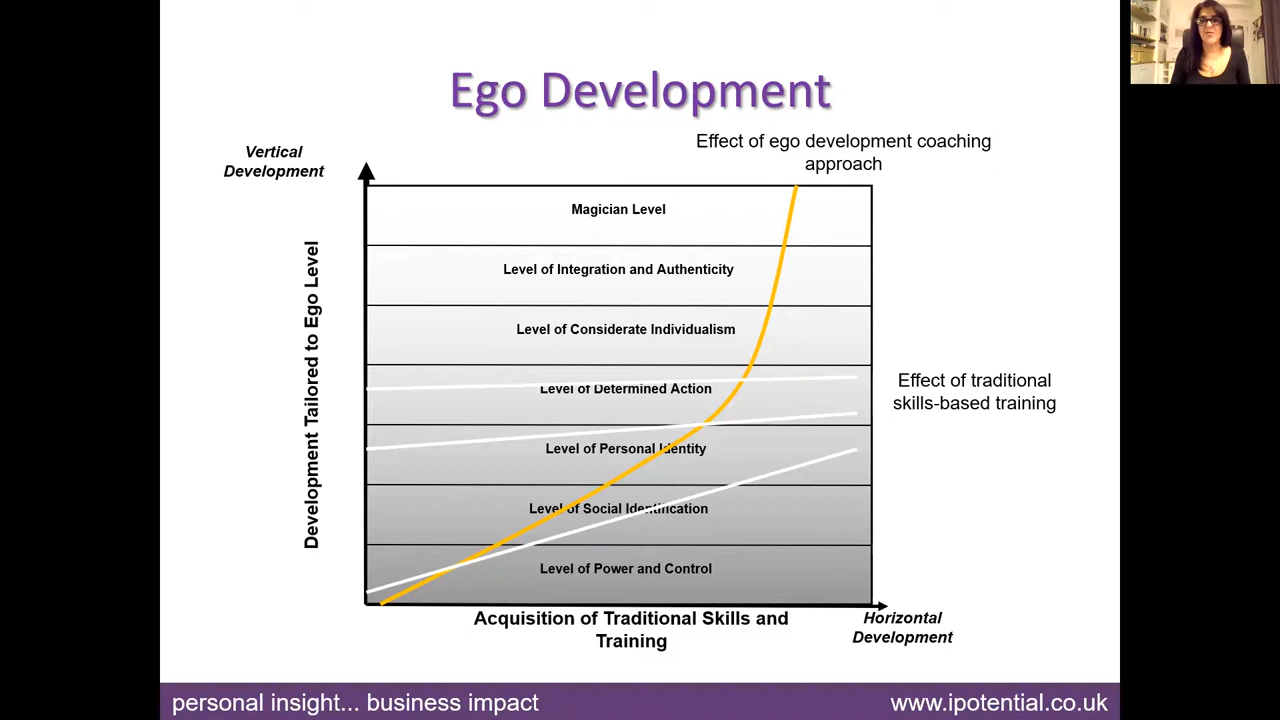 Ego Development
Effect of ego development coaching
approach
Vertical
Development
Development Tailored to Ego Level
Magician Level
Level of Integration and Authenticity
Level of Considerate Individualism
Level of Determined Action
Level of Personal Identity
Level of Social Identification
Level of Power and Control
Effect of traditional
skills-based training
Acquisition of Traditional Skills and
Training
Horizontal
Development
personal insight... business impact
www.ipotential.co.uk